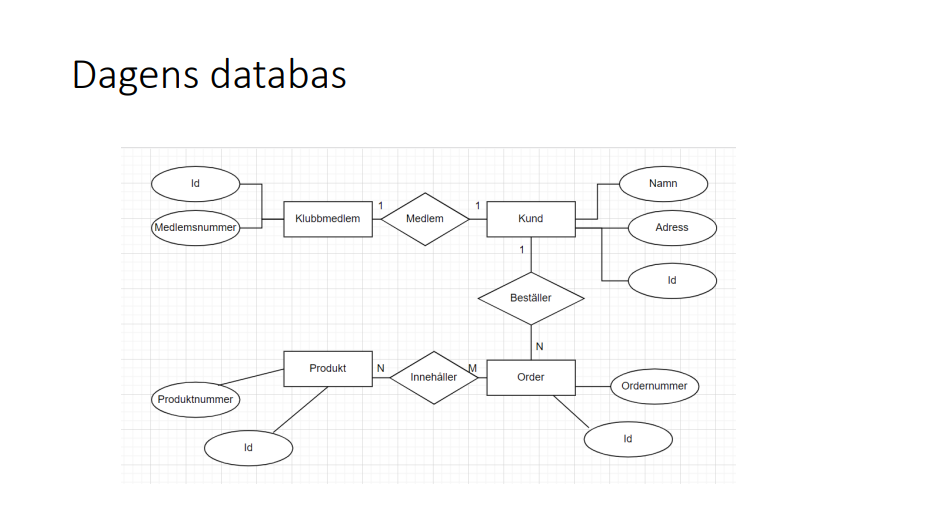 Dagens databas
Id
Namn
Medlemsnummer
Klubbmedlem
1
Medlem
1
Kund
Adress
1
Id
Beställer
N
Produkt
N
Innehåller
M
Order
Ordernummer
Produktnummer
Id
Id